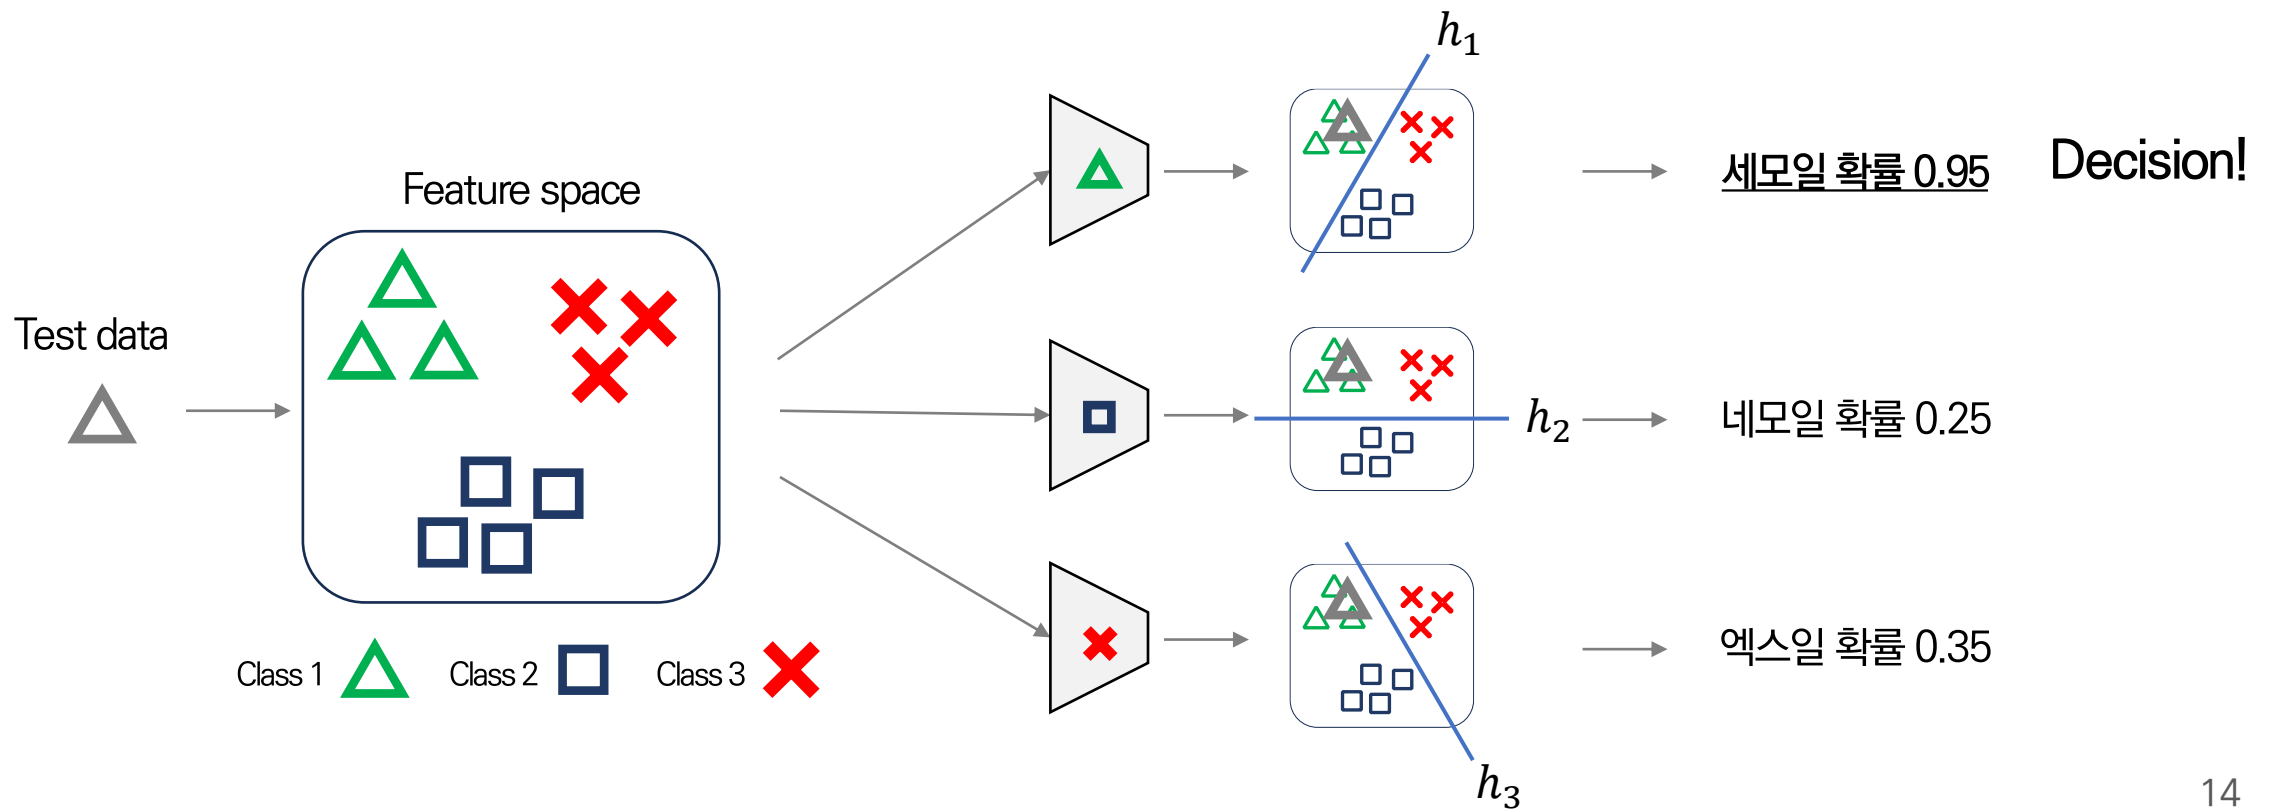 Test data
Feature space
Class 1
Class 2
Class 3
h₁
세모일 확률 0.95
Decision!
h₂
네모일 확률 0.25
h₃
엑스일 확률 0.35
14